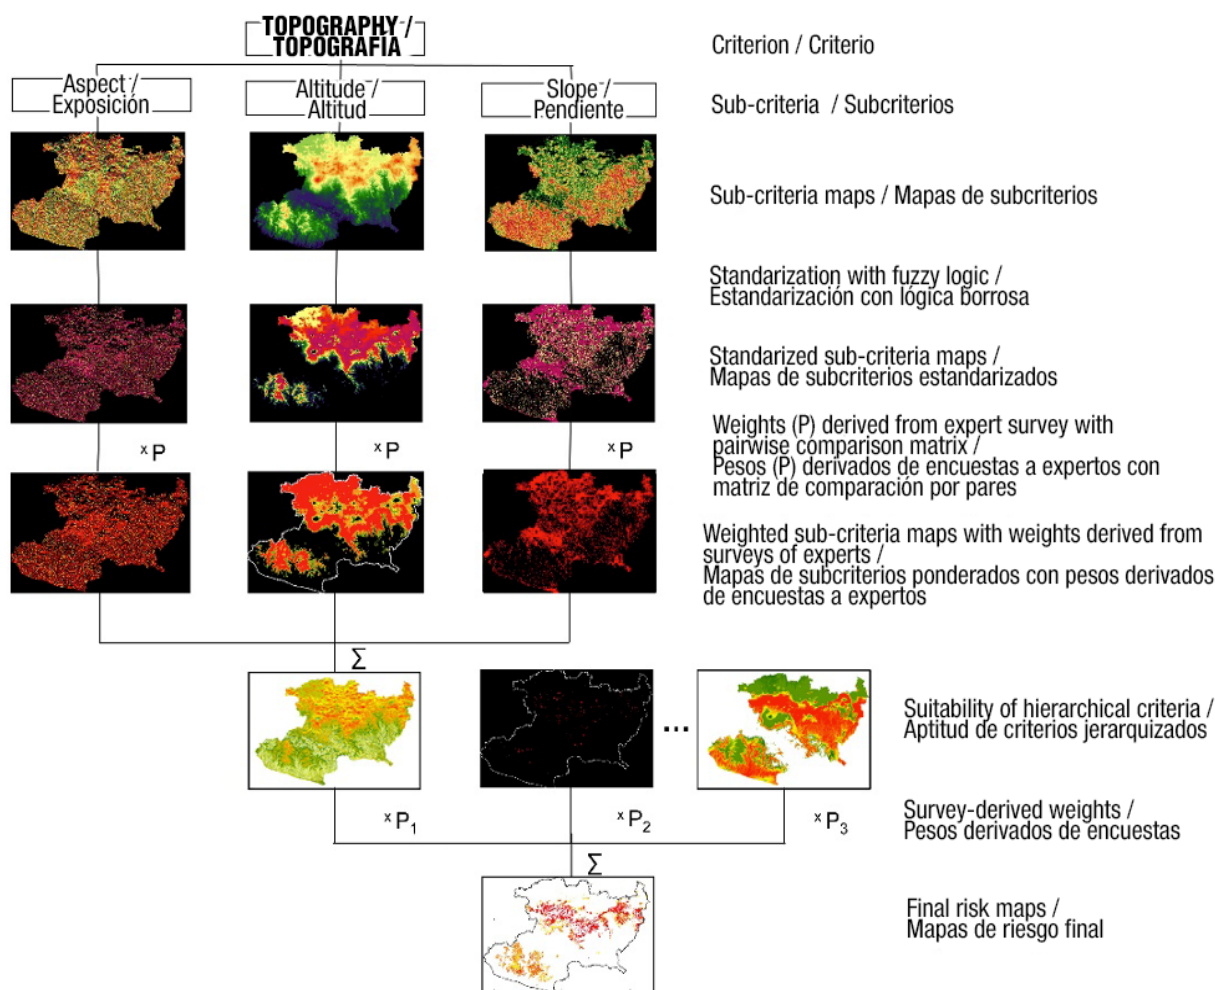 TOPOGRAPHY /
TOPOGRAFÍA
Criterion / Criterio
Aspect /
Exposición
Altitude /
Altitud
Slope /
Pendiente
Sub-criteria / Subcriterios
Sub-criteria maps / Mapas de subcriterios
Standarization with fuzzy logic /
Estandarización con lógica borrosa
Standarized sub-criteria maps /
Mapas de subcriterios estandarizados
x P
x P
x P
Weights (P) derived from expert survey with
pairwise comparison matrix /
Pesos (P) derivados de encuestas a expertos con
matriz de comparación por pares
Weighted sub-criteria maps with weights derived from
surveys of experts /
Mapas de subcriterios ponderados con pesos derivados
de encuestas a expertos
Σ
...
Suitability of hierarchical criteria /
Aptitud de criterios jerarquizados
x P1
x P2
x P3
Survey-derived weights /
Pesos derivados de encuestas
Σ
Final risk maps /
Mapas de riesgo final